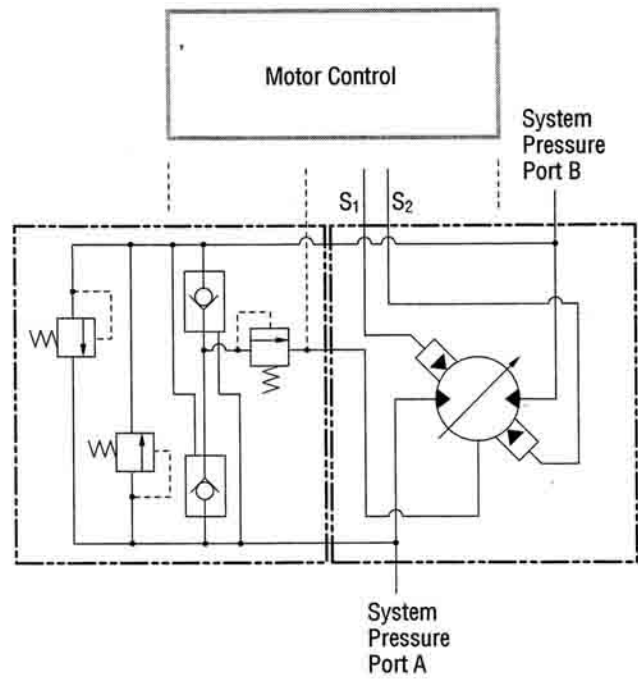 Motor Control
System
Pressure
Port B
S₁
S₂
System
Pressure
Port A